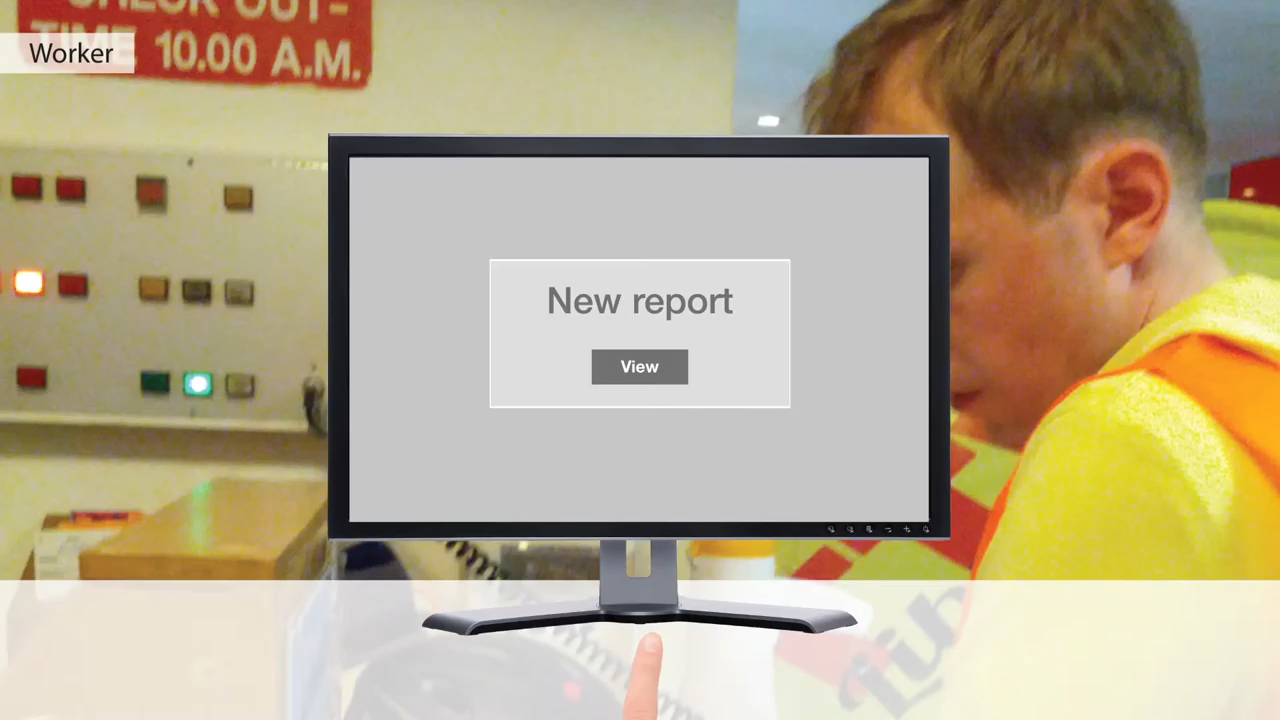 CHECK OUT-
TIME 10.00 A.M.
Worker
New report
View